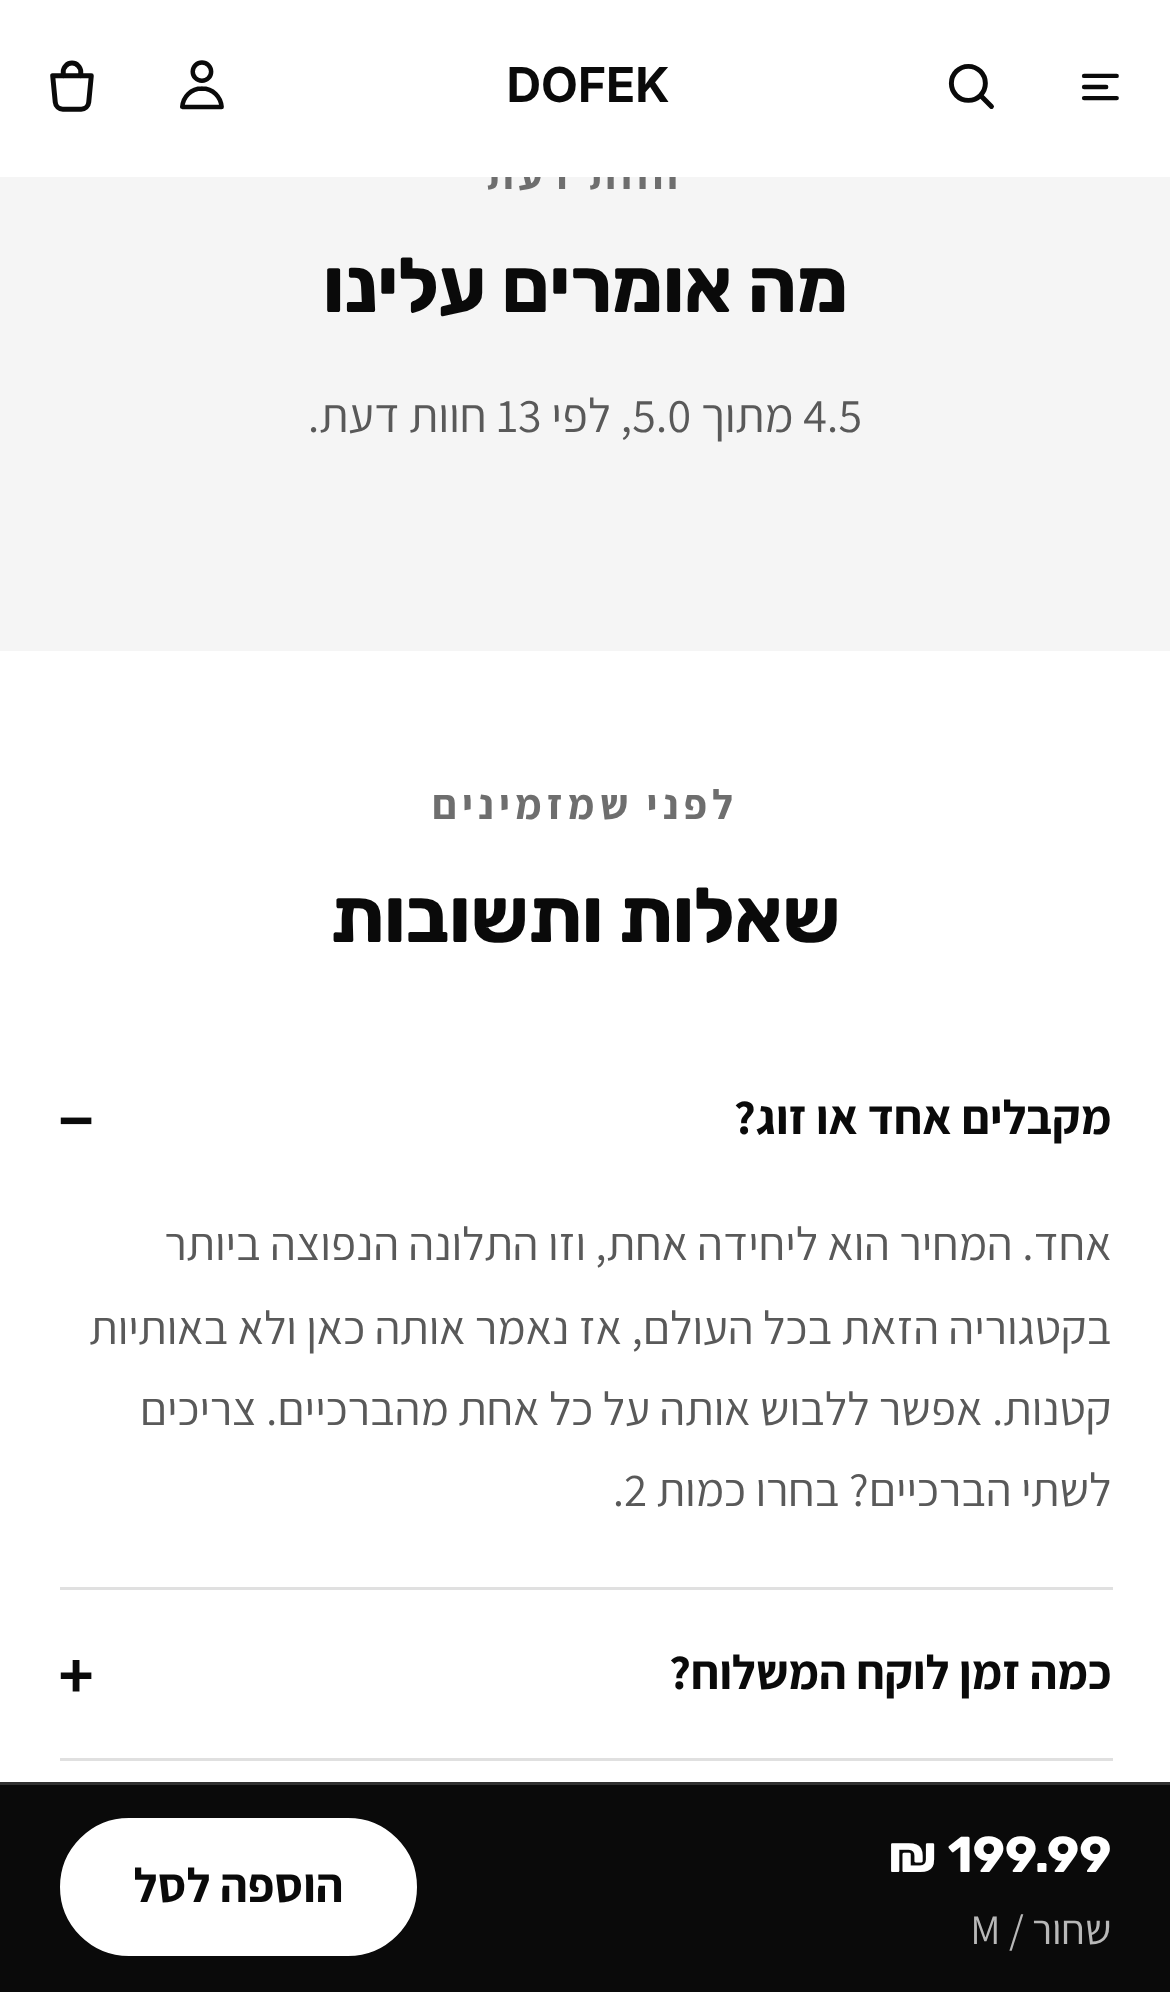 DOFEK
חוות דעת
מה אומרים עלינו
4.5 מתוך 5.0, לפי 13 חוות דעת.
לפני שמזמינים
שאלות ותשובות
מקבלים אחד או זוג?
אחד. המחיר הוא ליחידה אחת, וזו התלונה הנפוצה ביותר
בקטגוריה הזאת בכל העולם, אז נאמר אותה כאן ולא באותיות
קטנות. אפשר ללבוש אותה על כל אחת מהברכיים. צריכים
לשתי הברכיים? בחרו כמות 2.
כמה זמן לוקח המשלוח?
199.99 ₪
שחור / M
הוספה לסל